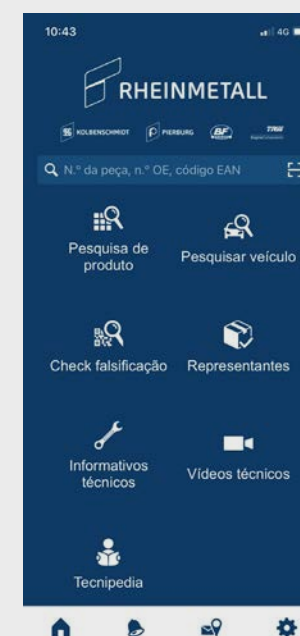 10:43
4G
RHEINMETALL
KOLBENSCHMIDT
PIERBURG
BF
TRW
N.º da peça, n.º OE, código EAN
Pesquisa de
produto
Pesquisar veículo
Check falsificação
Representantes
Informativos
técnicos
Vídeos técnicos
Tecnipedia